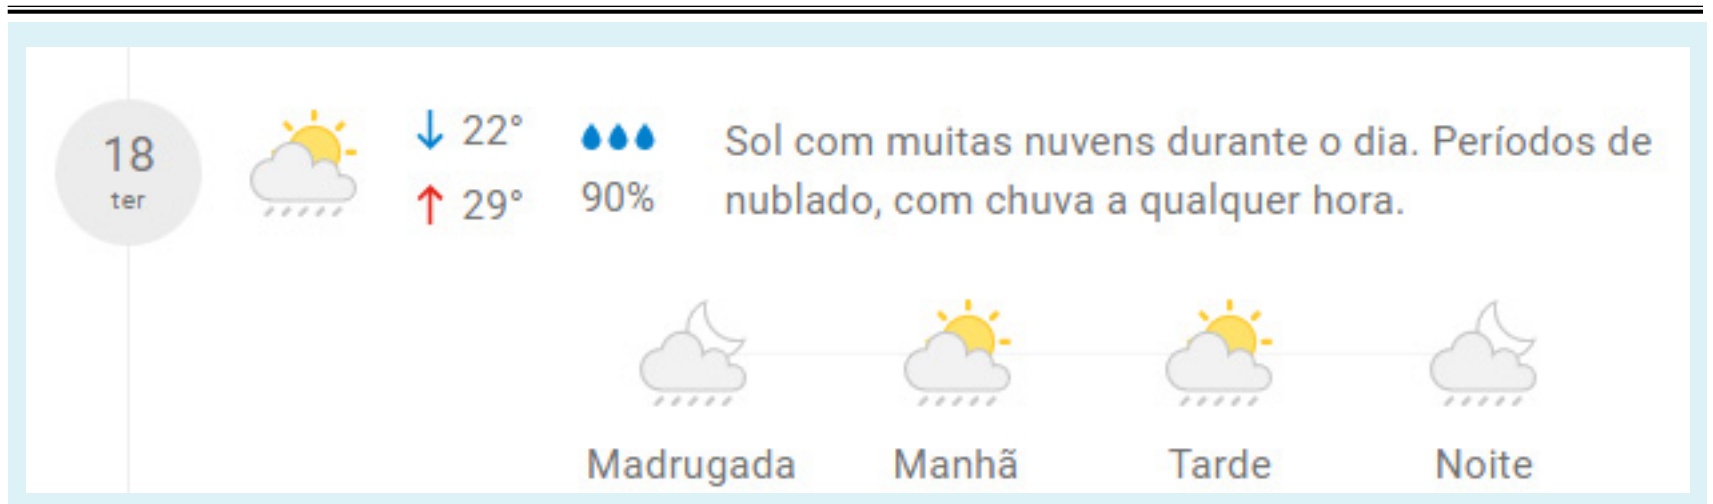 18
ter
22°
29°
90%
Sol com muitas nuvens durante o dia. Períodos de
nublado, com chuva a qualquer hora.
Madrugada Manhã Tarde Noite